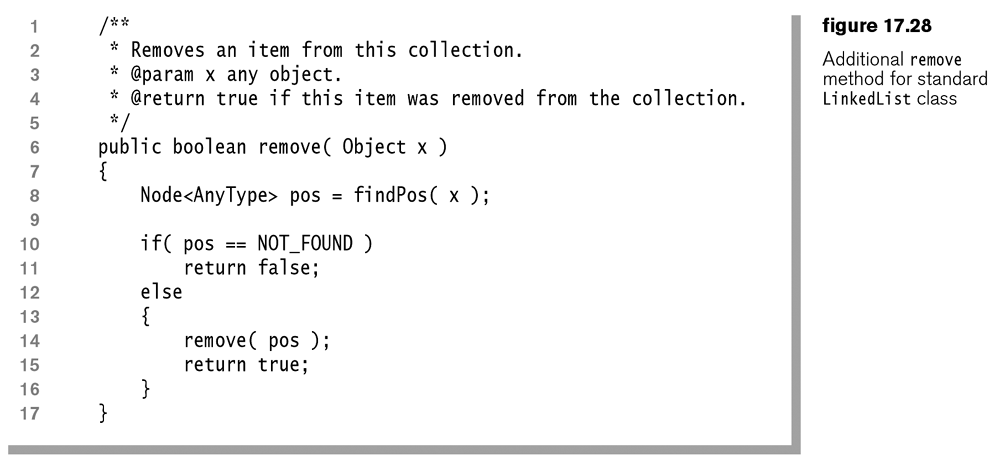 1 /**
2 * Removes an item from this collection.
3 * @param x any object.
4 * @return true if this item was removed from the collection.
5 */
6 public boolean remove( Object x )
7 {
8 Node<AnyType> pos = findPos( x );
9
10 if( pos == NOT_FOUND )
11 return false;
12 else
13 {
14 remove( pos );
15 return true;
16 }
17 }
figure 17.28
Additional remove
method for standard
LinkedList class